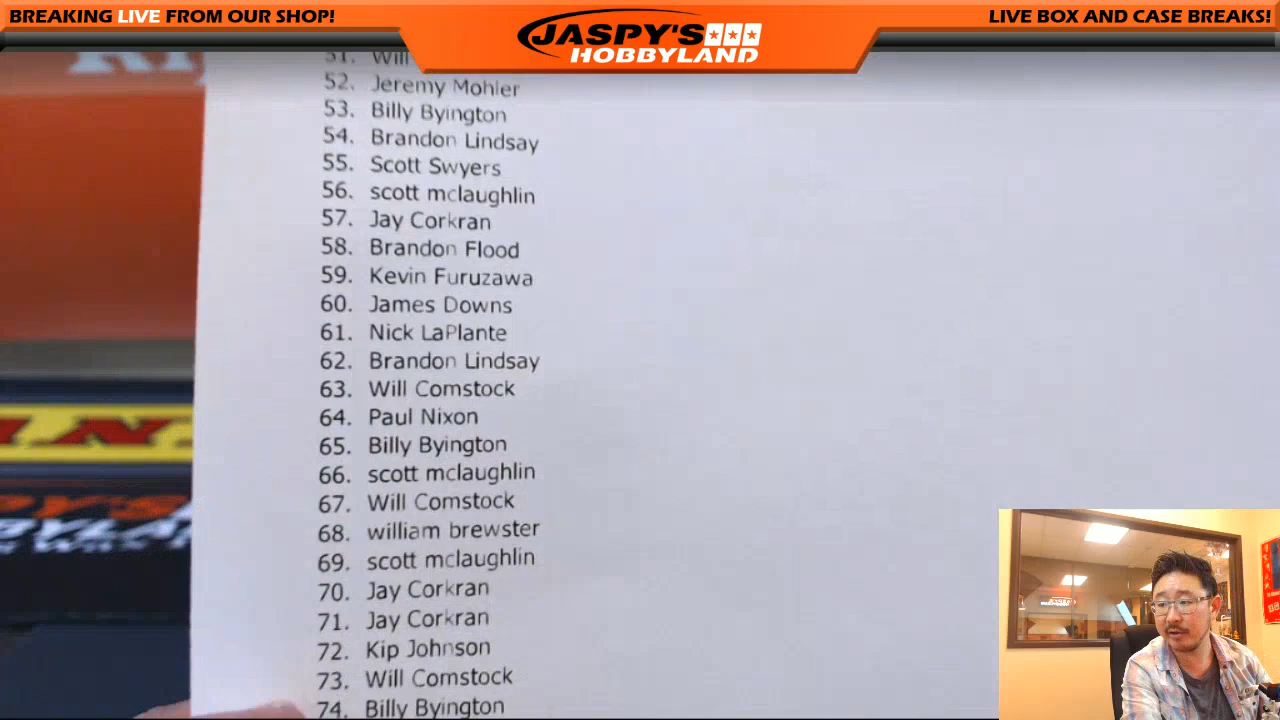 BREAKING LIVE FROM OUR SHOP!
JASPY'S
HOBBYLAND
LIVE BOX AND CASE BREAKS!
51. Will
52. Jeremy Mohler
53. Billy Byington
54. Brandon Lindsay
55. Scott Swyers
56. scott mclaughlin
57. Jay Corkran
58. Brandon Flood
59. Kevin Furuzawa
60. James Downs
61. Nick LaPlante
62. Brandon Lindsay
63. Will Comstock
64. Paul Nixon
65. Billy Byington
66. scott mclaughlin
67. Will Comstock
68. william brewster
69. scott mclaughlin
70. Jay Corkran
71. Jay Corkran
72. Kip Johnson
73. Will Comstock
74. Billy Byington